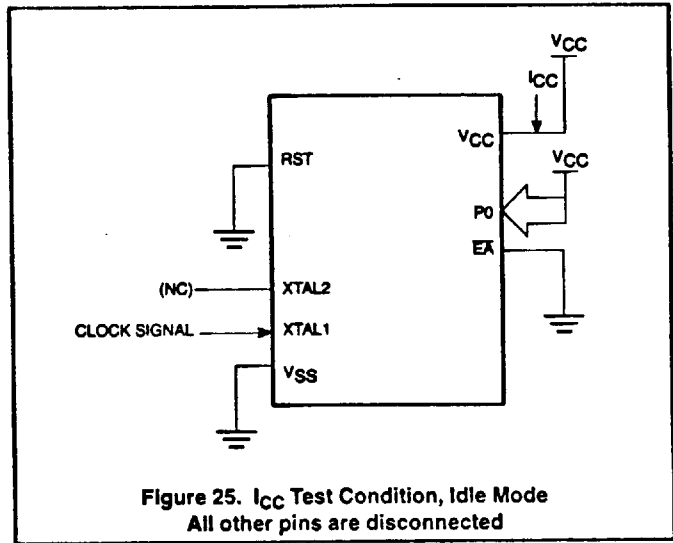 VCC
ICC
VCC
VCC
RST
P0
EA
(NC)
XTAL2
CLOCK SIGNAL
XTAL1
VSS
Figure 25. ICC Test Condition, Idle Mode
All other pins are disconnected